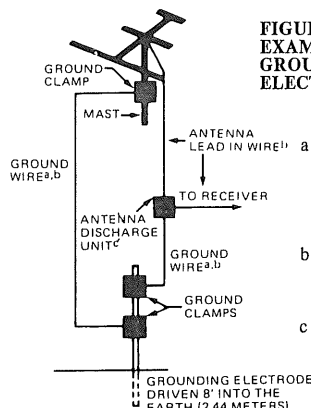 FIGU
EXAM
GROU
ELECT
GROUND
CLAMP
MAST
ANTENNA
LEAD IN WIREb
a
GROUND
WIREa,b
TO RECEIVER
ANTENNA
DISCHARGE
UNITc
GROUND
WIREa,b
b
GROUND
CLAMPS
c
GROUNDING ELECTRODE
DRIVEN 8' INTO THE
EARTH (2.44 METERS)